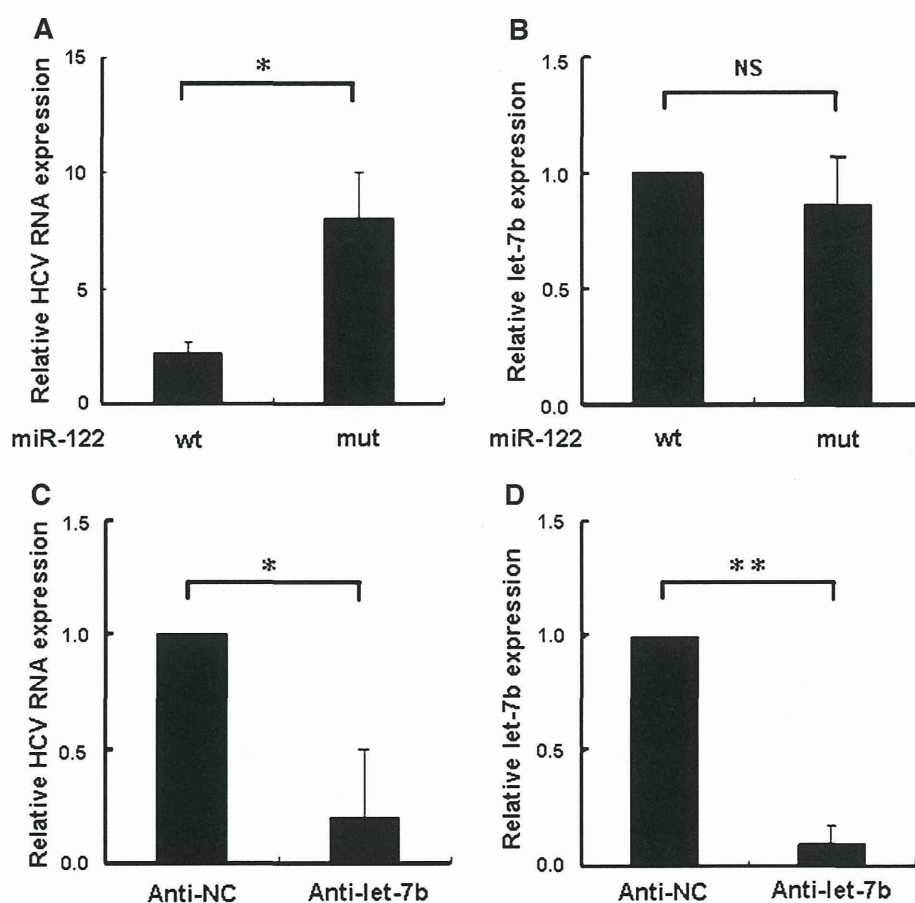 A
Relative HCV RNA expression
15
10
5
0
*
miR-122
wt
mut
B
Relative let-7b expression
1.5
1.0
0.5
0.0
NS
miR-122
wt
mut
C
Relative HCV RNA expression
1.5
1.0
0.5
0.0
*
Anti-NC
Anti-let-7b
D
Relative let-7b expression
1.5
1.0
0.5
0.0
**
Anti-NC
Anti-let-7b